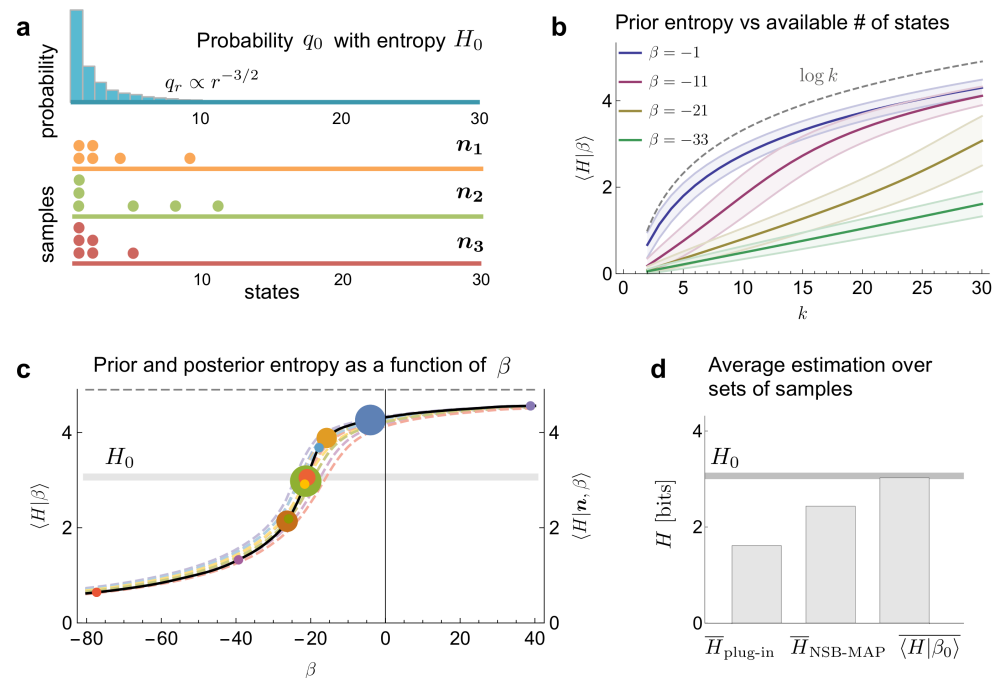 a
Probability q₀ with entropy H₀
probability
qᵣ ∝ r⁻³ᐟ²
10 20 30
n₁
n₂
n₃
samples
10 20 30
states
b
Prior entropy vs available # of states
β = −1
β = −11
β = −21
β = −33
log k
⟨H|β⟩
0 2 4
0 5 10 15 20 25 30
k
c
Prior and posterior entropy as a function of β
H₀
⟨H|β⟩
0 2 4
⟨H|n, β⟩
0 2 4
−80 −60 −40 −20 0 20 40
β
d
Average estimation over
sets of samples
H₀
H [bits]
0 2 4
H̅plug-in H̅NSB-MAP ⟨H|β₀⟩